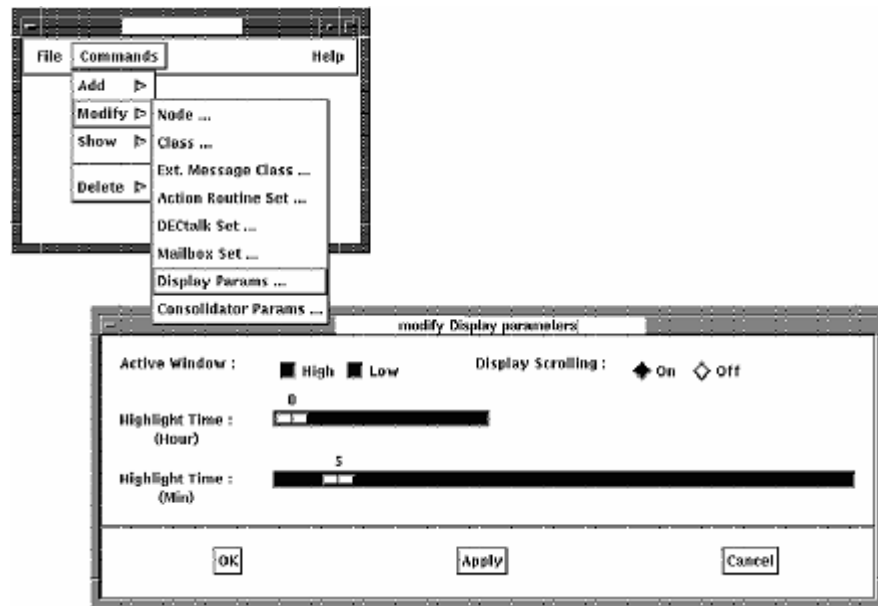 File Commands Help
Add
Modify
Show
Delete
Node ...
Class ...
Ext. Message Class ...
Action Routine Set ...
DECtalk Set ...
Mailbox Set ...
Display Params ...
Consolidator Params ...
modify Display parameters
Active Window : High Low Display Scrolling : On Off
0
Highlight Time :
(Hour)
5
Highlight Time :
(Min)
OK Apply Cancel